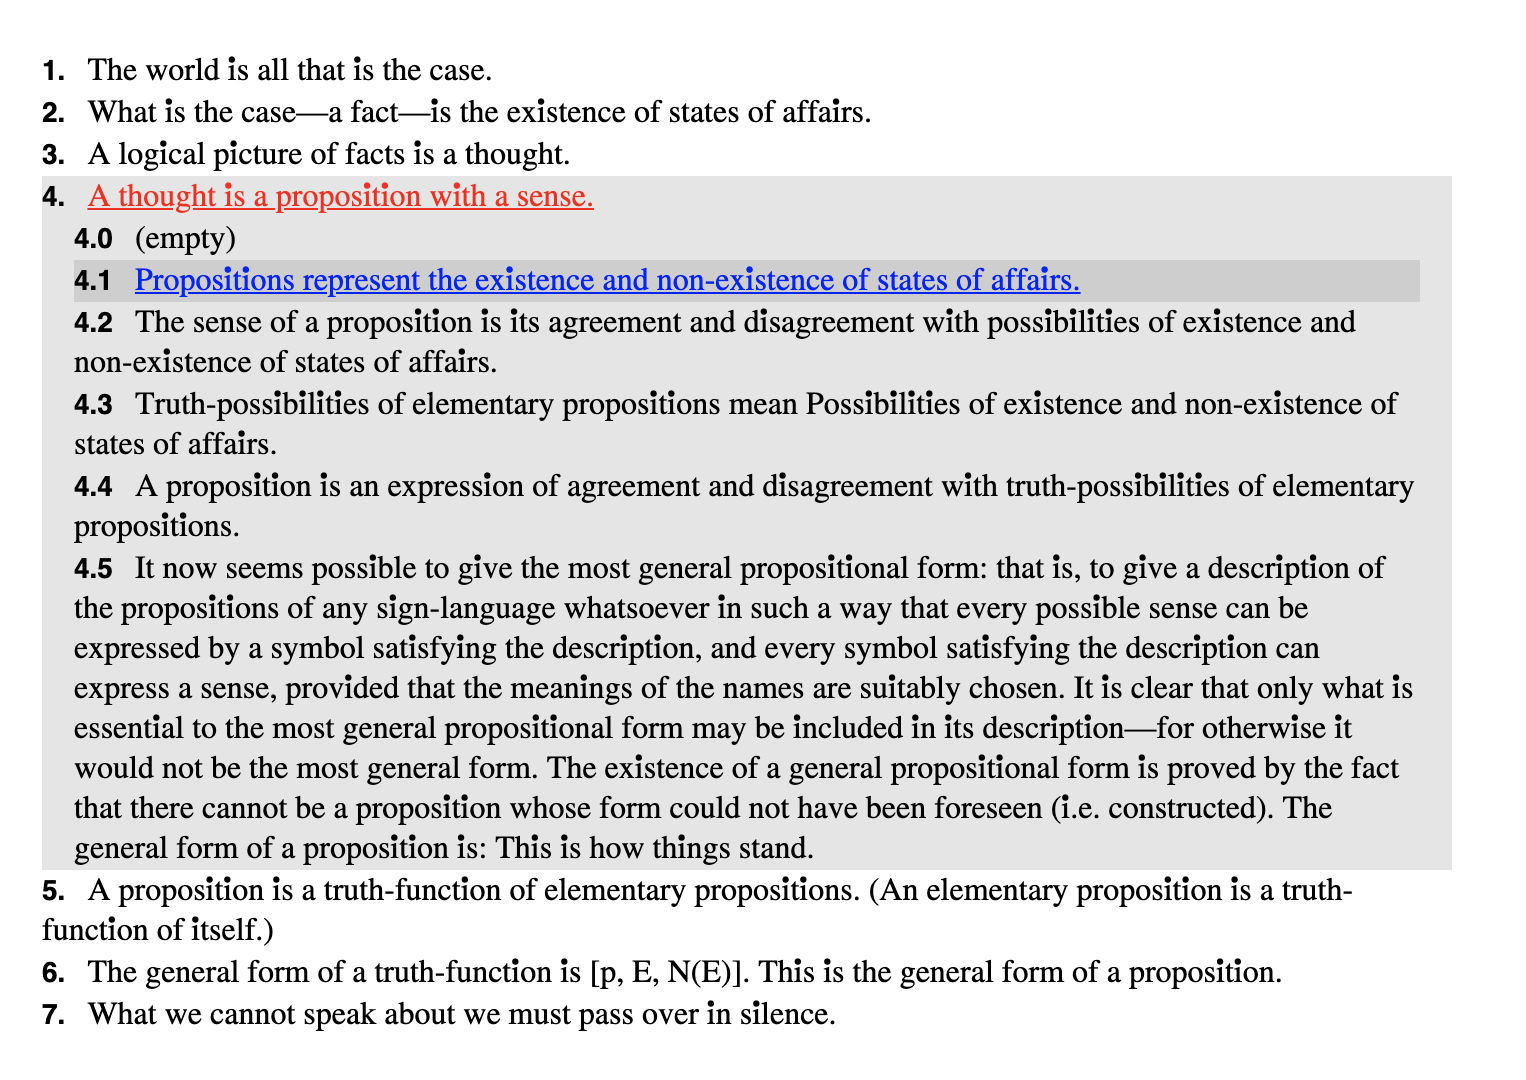 1. The world is all that is the case.
2. What is the case—a fact—is the existence of states of affairs.
3. A logical picture of facts is a thought.
4. A thought is a proposition with a sense.
4.0 (empty)
4.1 Propositions represent the existence and non-existence of states of affairs.
4.2 The sense of a proposition is its agreement and disagreement with possibilities of existence and
non-existence of states of affairs.
4.3 Truth-possibilities of elementary propositions mean Possibilities of existence and non-existence of
states of affairs.
4.4 A proposition is an expression of agreement and disagreement with truth-possibilities of elementary
propositions.
4.5 It now seems possible to give the most general propositional form: that is, to give a description of
the propositions of any sign-language whatsoever in such a way that every possible sense can be
expressed by a symbol satisfying the description, and every symbol satisfying the description can
express a sense, provided that the meanings of the names are suitably chosen. It is clear that only what is
essential to the most general propositional form may be included in its description—for otherwise it
would not be the most general form. The existence of a general propositional form is proved by the fact
that there cannot be a proposition whose form could not have been foreseen (i.e. constructed). The
general form of a proposition is: This is how things stand.
5. A proposition is a truth-function of elementary propositions. (An elementary proposition is a truth-
function of itself.)
6. The general form of a truth-function is [p, E, N(E)]. This is the general form of a proposition.
7. What we cannot speak about we must pass over in silence.